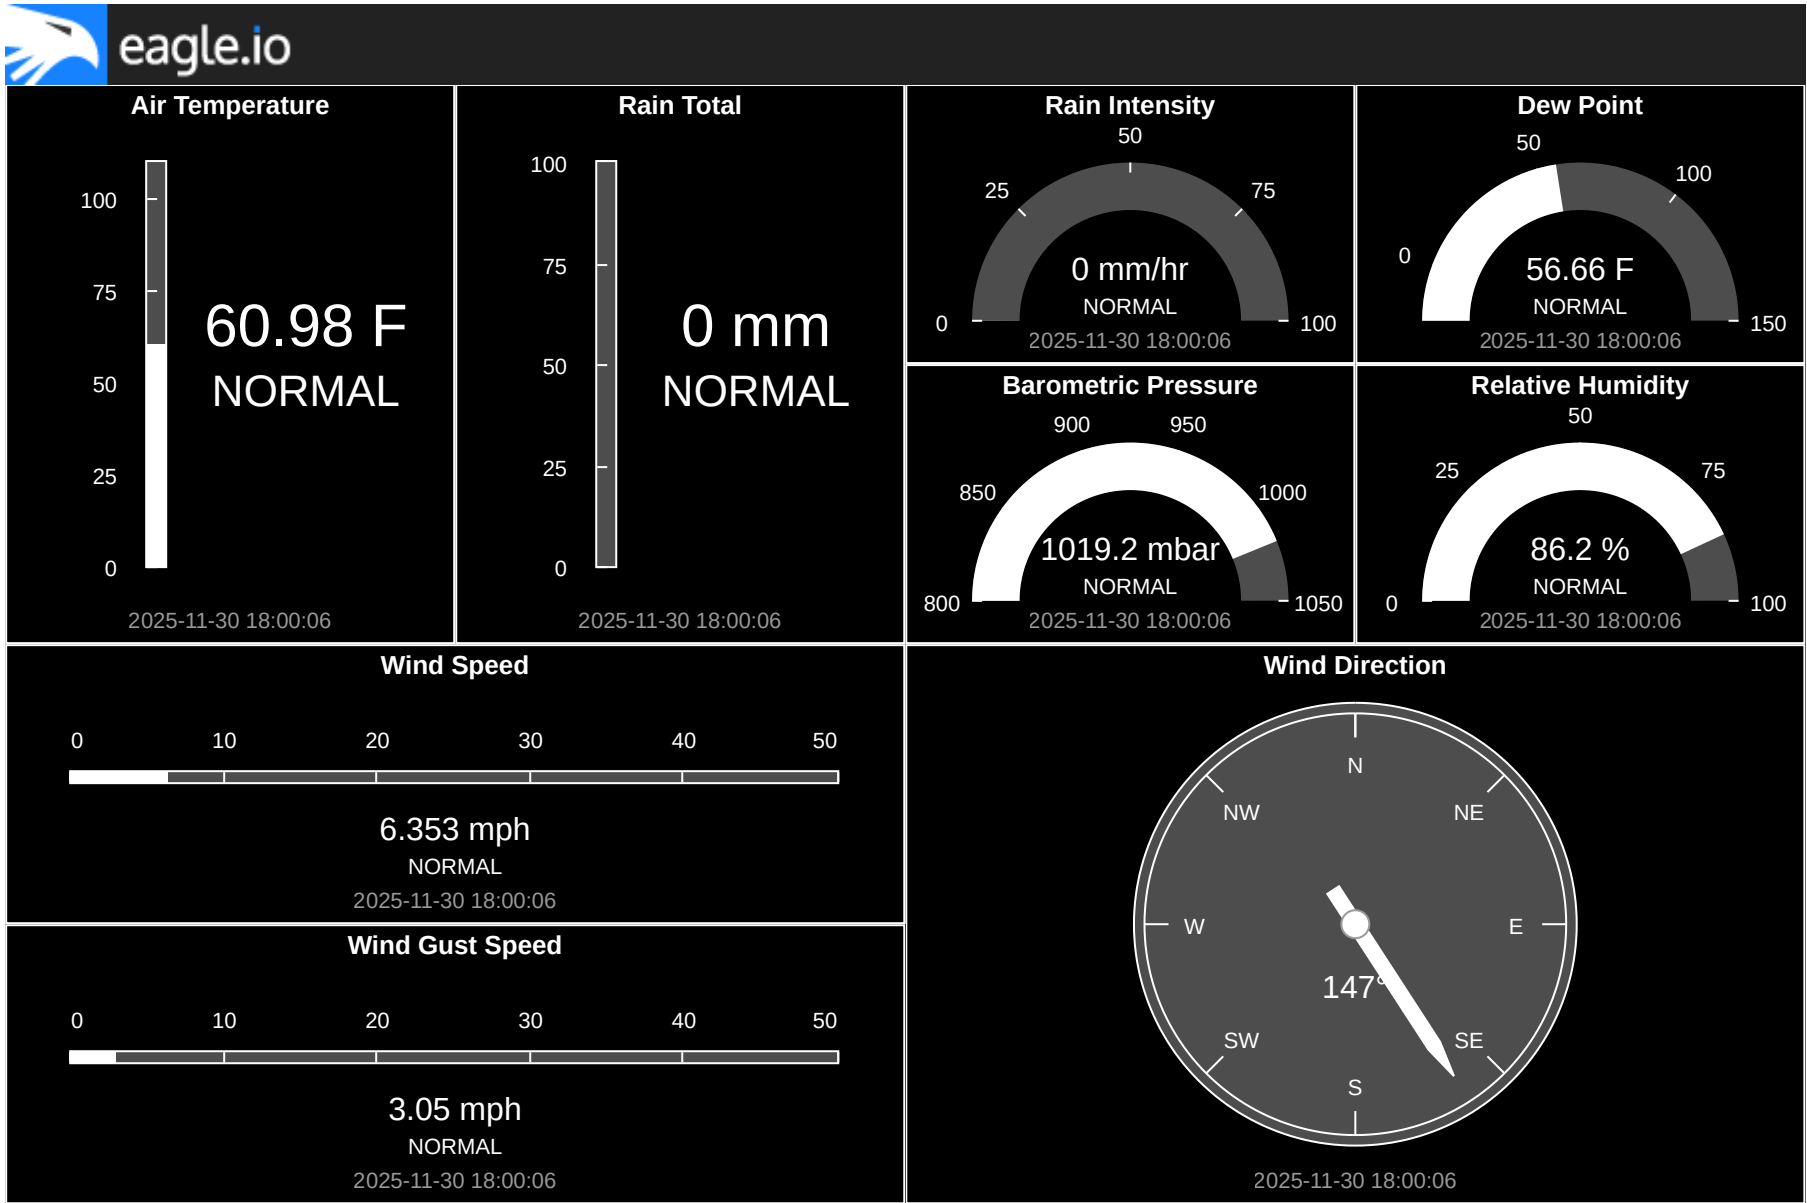 eagle.io
Air Temperature
100
75
50
25
0
60.98 F
NORMAL
2025-11-30 18:00:06
Rain Total
100
75
50
25
0
0 mm
NORMAL
2025-11-30 18:00:06
Rain Intensity
0
25
50
75
100
0 mm/hr
NORMAL
2025-11-30 18:00:06
Dew Point
0
50
100
150
56.66 F
NORMAL
2025-11-30 18:00:06
Barometric Pressure
800
850
900
950
1000
1050
1019.2 mbar
NORMAL
2025-11-30 18:00:06
Relative Humidity
0
25
50
75
100
86.2 %
NORMAL
2025-11-30 18:00:06
Wind Speed
0 10 20 30 40 50
6.353 mph
NORMAL
2025-11-30 18:00:06
Wind Gust Speed
0 10 20 30 40 50
3.05 mph
NORMAL
2025-11-30 18:00:06
Wind Direction
N
NW NE
W E
147°
SW SE
S
2025-11-30 18:00:06